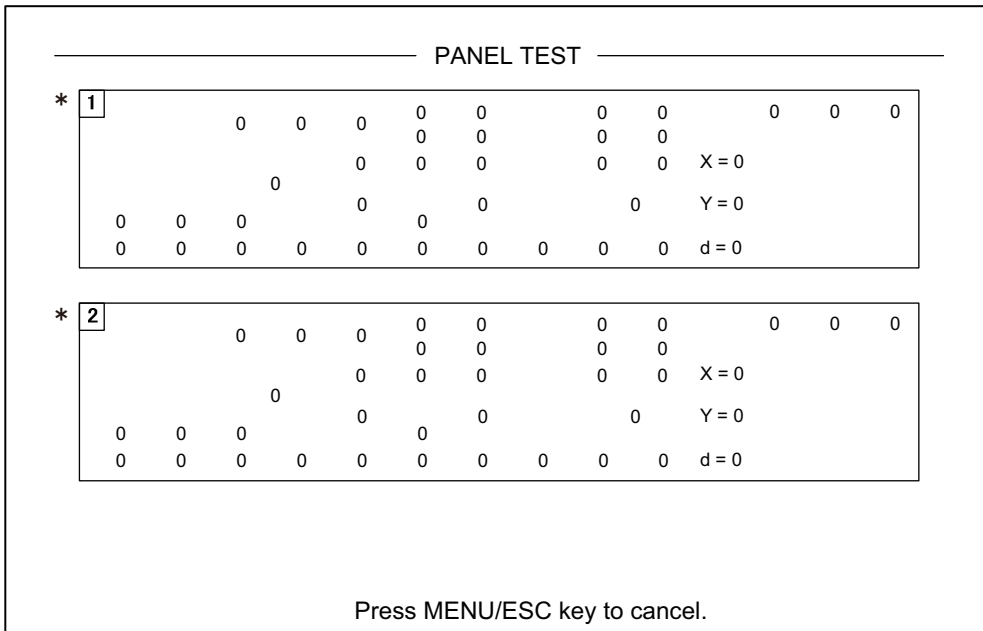 PANEL TEST
* 1
0 0 0 0 0
0 0 0
0 0 0 0
0 0 0 0 0 X = 0
0
0 0 0 Y = 0
0 0 0 0
0 0 0 0 0 0 0 0 0 0 d = 0
* 2
0 0 0 0 0 0 0
0 0 0
0 0 0 0
0 0 0 0 0 X = 0
0
0 0 0 Y = 0
0 0 0 0
0 0 0 0 0 0 0 0 0 0 d = 0
Press MENU/ESC key to cancel.